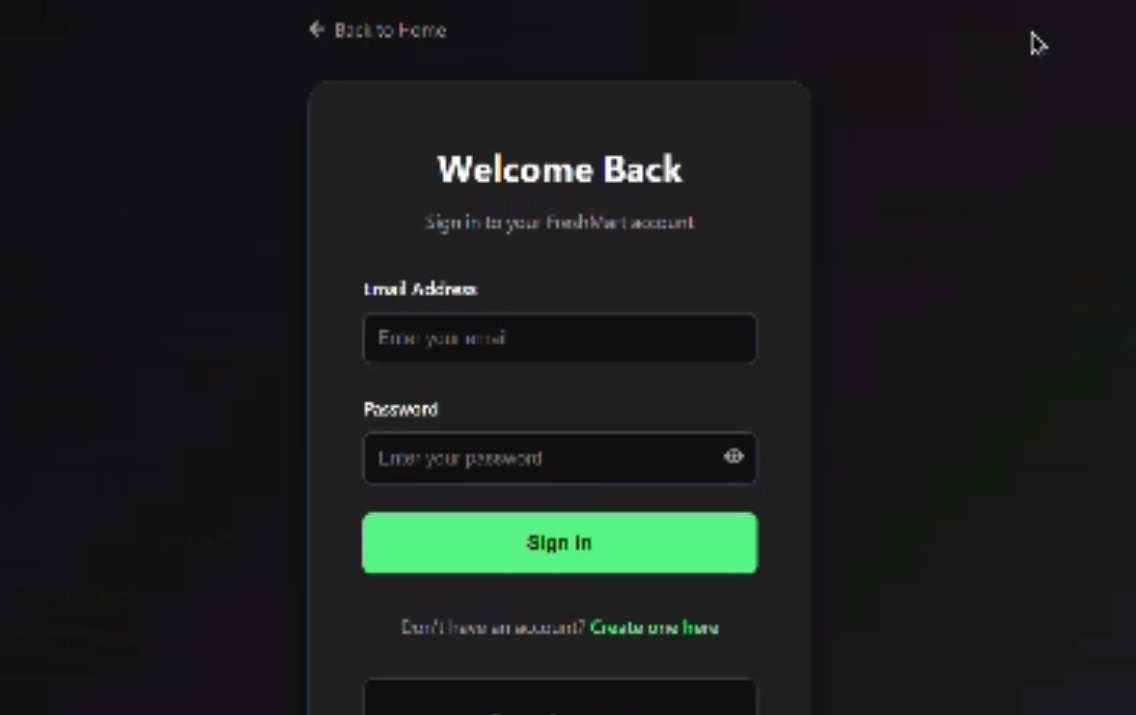 Back to Home
Welcome Back
Sign in to your FreshMart account
Email Address
Enter your email
Password
Enter your password
Sign In
Don't have an account? Create one here